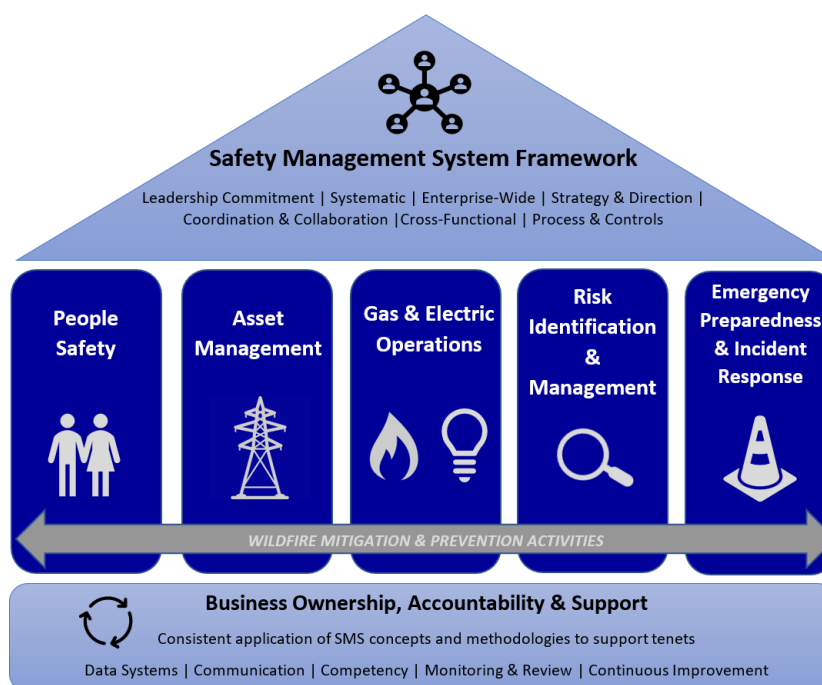 Safety Management System Framework
Leadership Commitment | Systematic | Enterprise-Wide | Strategy & Direction |
Coordination & Collaboration |Cross-Functional | Process & Controls
People
Safety
Asset
Management
Gas & Electric
Operations
Risk
Identification
&
Management
Emergency
Preparedness
& Incident
Response
WILDFIRE MITIGATION & PREVENTION ACTIVITIES
Business Ownership, Accountability & Support
Consistent application of SMS concepts and methodologies to support tenets
Data Systems | Communication | Competency | Monitoring & Review | Continuous Improvement